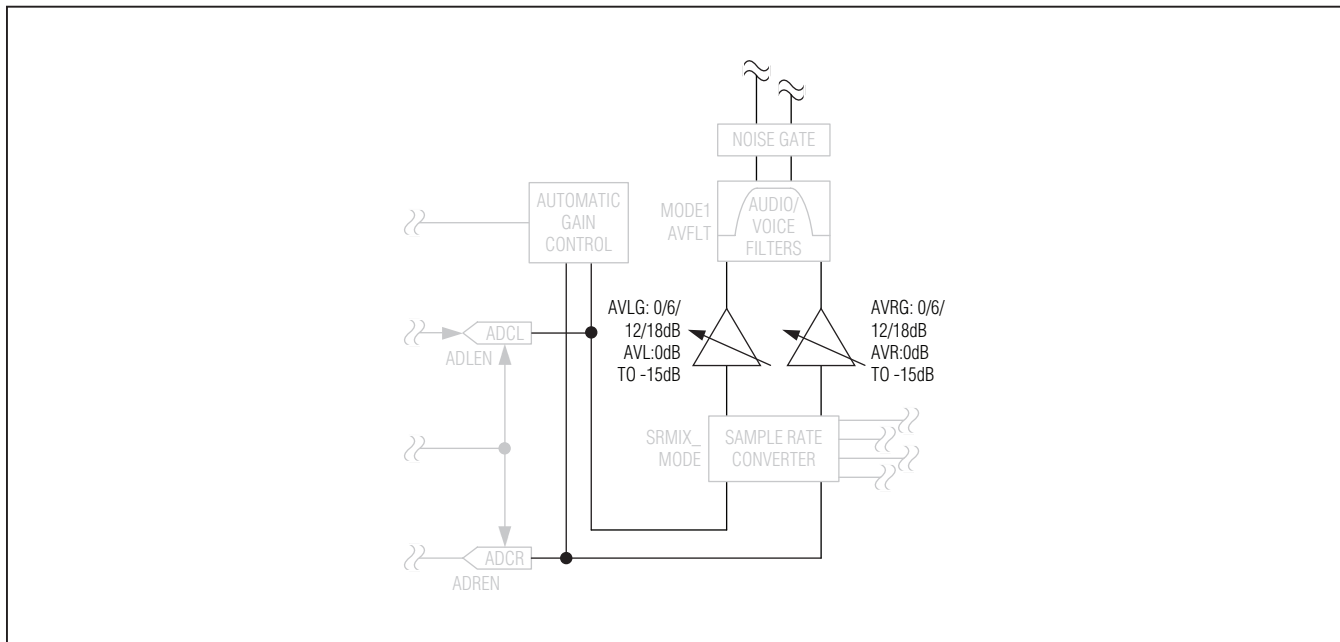 NOISE GATE
AUTOMATIC
GAIN
CONTROL
MODE1
AVFLT
AUDIO/
VOICE
FILTERS
AVLG: 0/6/
12/18dB
AVL:0dB
TO -15dB
AVRG: 0/6/
12/18dB
AVR:0dB
TO -15dB
ADCL
ADLEN
SRMIX_
MODE
SAMPLE RATE
CONVERTER
ADCR
ADREN